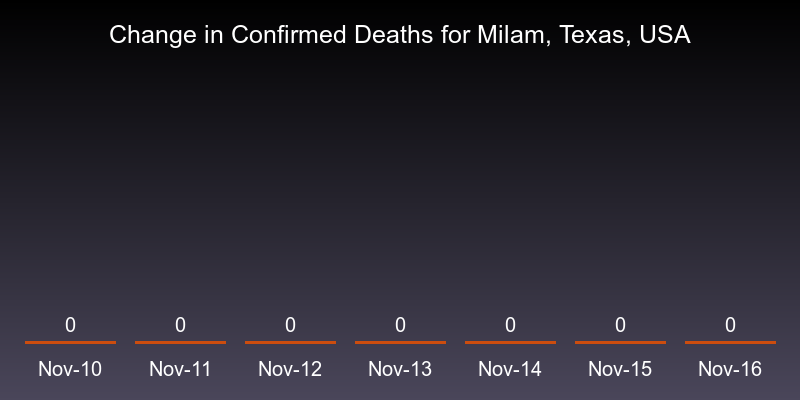 Change in Confirmed Deaths for Milam, Texas, USA
0 0 0 0 0 0 0
Nov-10 Nov-11 Nov-12 Nov-13 Nov-14 Nov-15 Nov-16